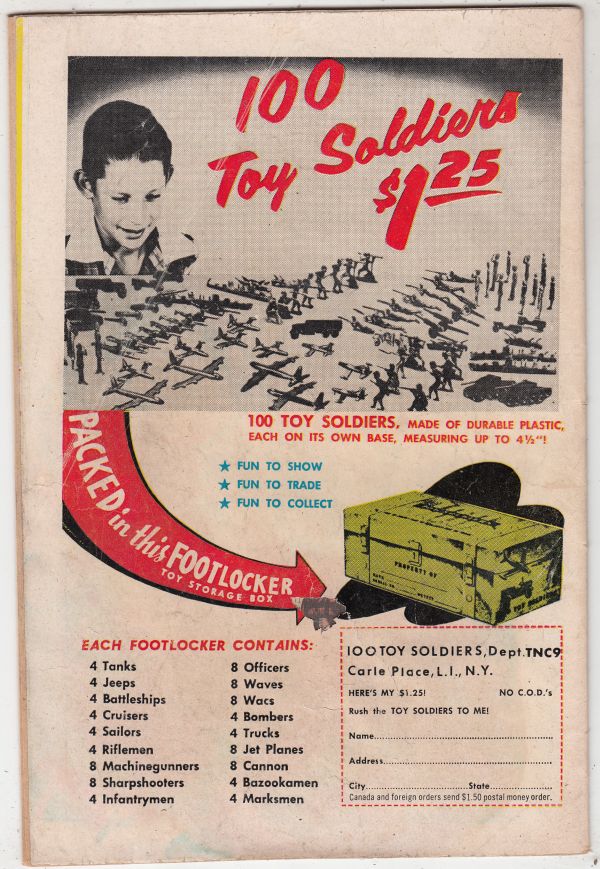 100
Toy Soldiers
$1.25
100 TOY SOLDIERS, MADE OF DURABLE PLASTIC,
EACH ON ITS OWN BASE, MEASURING UP TO 4½"!
★ FUN TO SHOW
★ FUN TO TRADE
★ FUN TO COLLECT
PACKED in this FOOTLOCKER
TOY STORAGE BOX
PROPERTY OF
TOY SOLDIERS
EACH FOOTLOCKER CONTAINS:
4 Tanks
4 Jeeps
4 Battleships
4 Cruisers
4 Sailors
4 Riflemen
8 Machinegunners
8 Sharpshooters
4 Infantrymen
8 Officers
8 Waves
8 Wacs
4 Bombers
4 Trucks
8 Jet Planes
8 Cannon
4 Bazookamen
4 Marksmen
100 TOY SOLDIERS, Dept. TNC9
Carle Place, L.I., N.Y.
HERE'S MY $1.25! NO C.O.D.'s
Rush the TOY SOLDIERS TO ME!
Name
Address
City State
Canada and foreign orders send $1.50 postal money order.